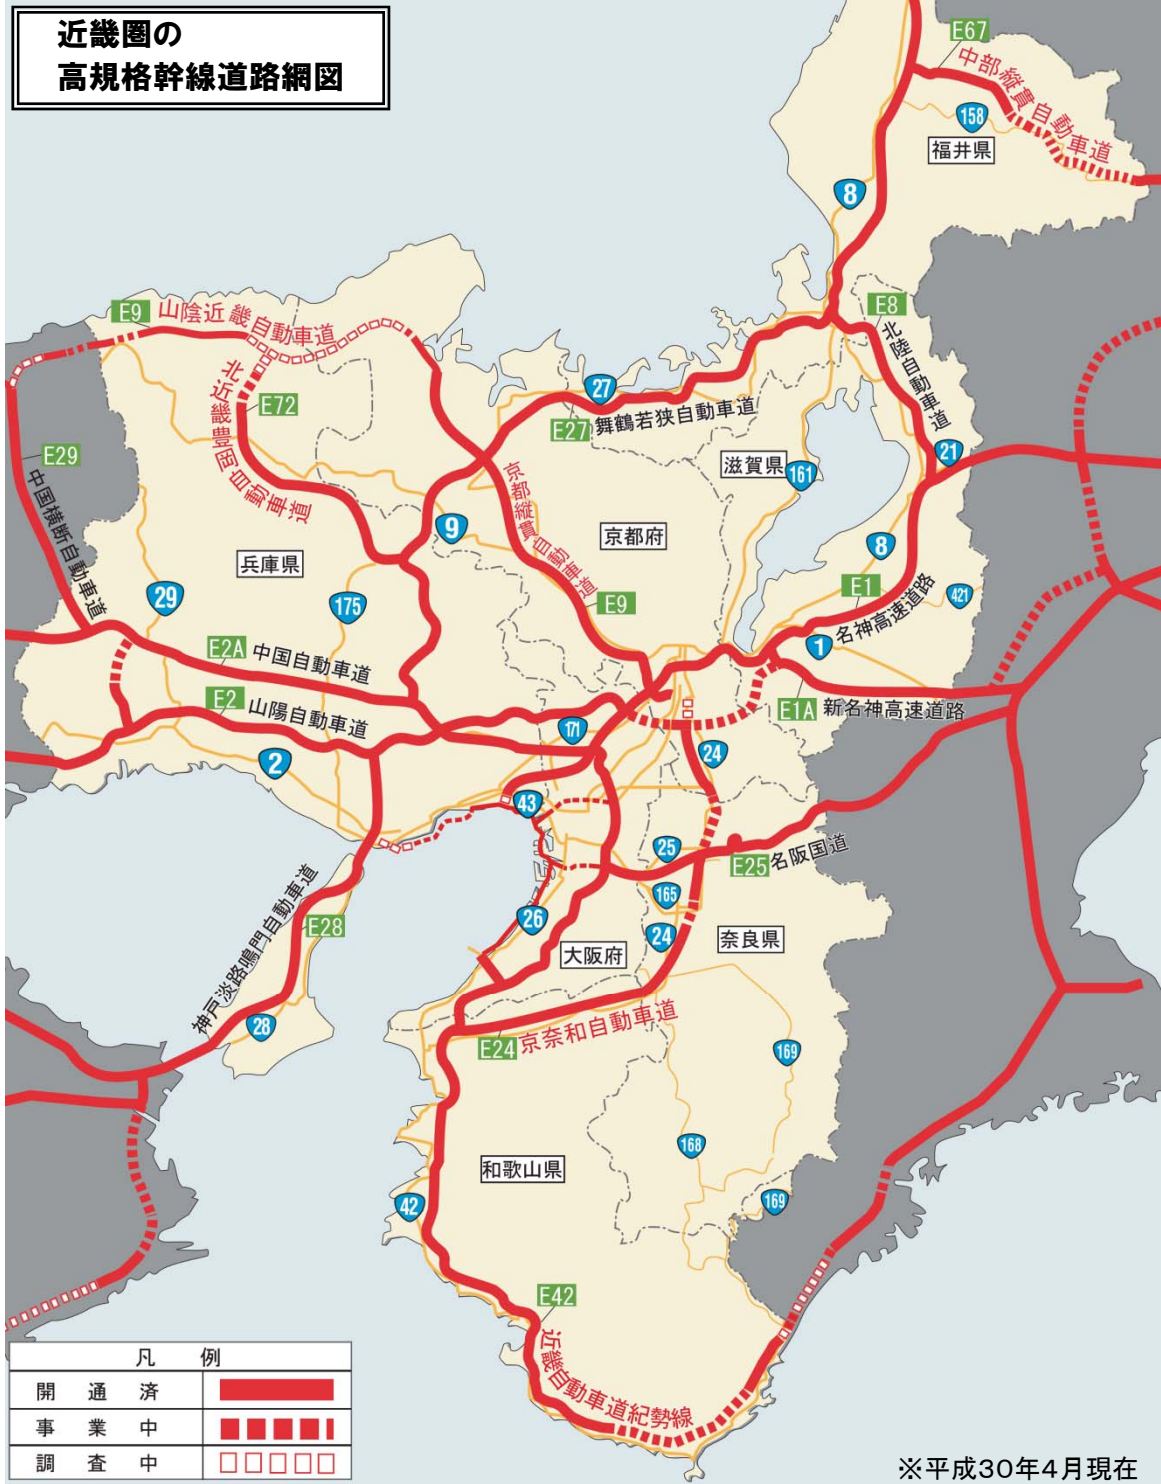 近畿圏の
高規格幹線道路網図
E67
中部縦貫自動車道
158
福井県
8
E9
山陰近畿自動車道
E8
北陸自動車道
北近畿豊岡自動車道
E72
27
E27
舞鶴若狭自動車道
E29
中国横断自動車道
滋賀県
161
21
京都縦貫自動車道
9
京都府
8
兵庫県
E1
名神高速道路
421
29
175
E9
1
E2A
中国自動車道
E2
山陽自動車道
E1A
新名神高速道路
171
2
24
43
25
E25
名阪国道
165
神戸淡路鳴門自動車道
E28
26
24
奈良県
大阪府
28
E24
京奈和自動車道
169
168
和歌山県
42
169
E42
近畿自動車道紀勢線
凡例
開通済
事業中
調査中
※平成30年4月現在